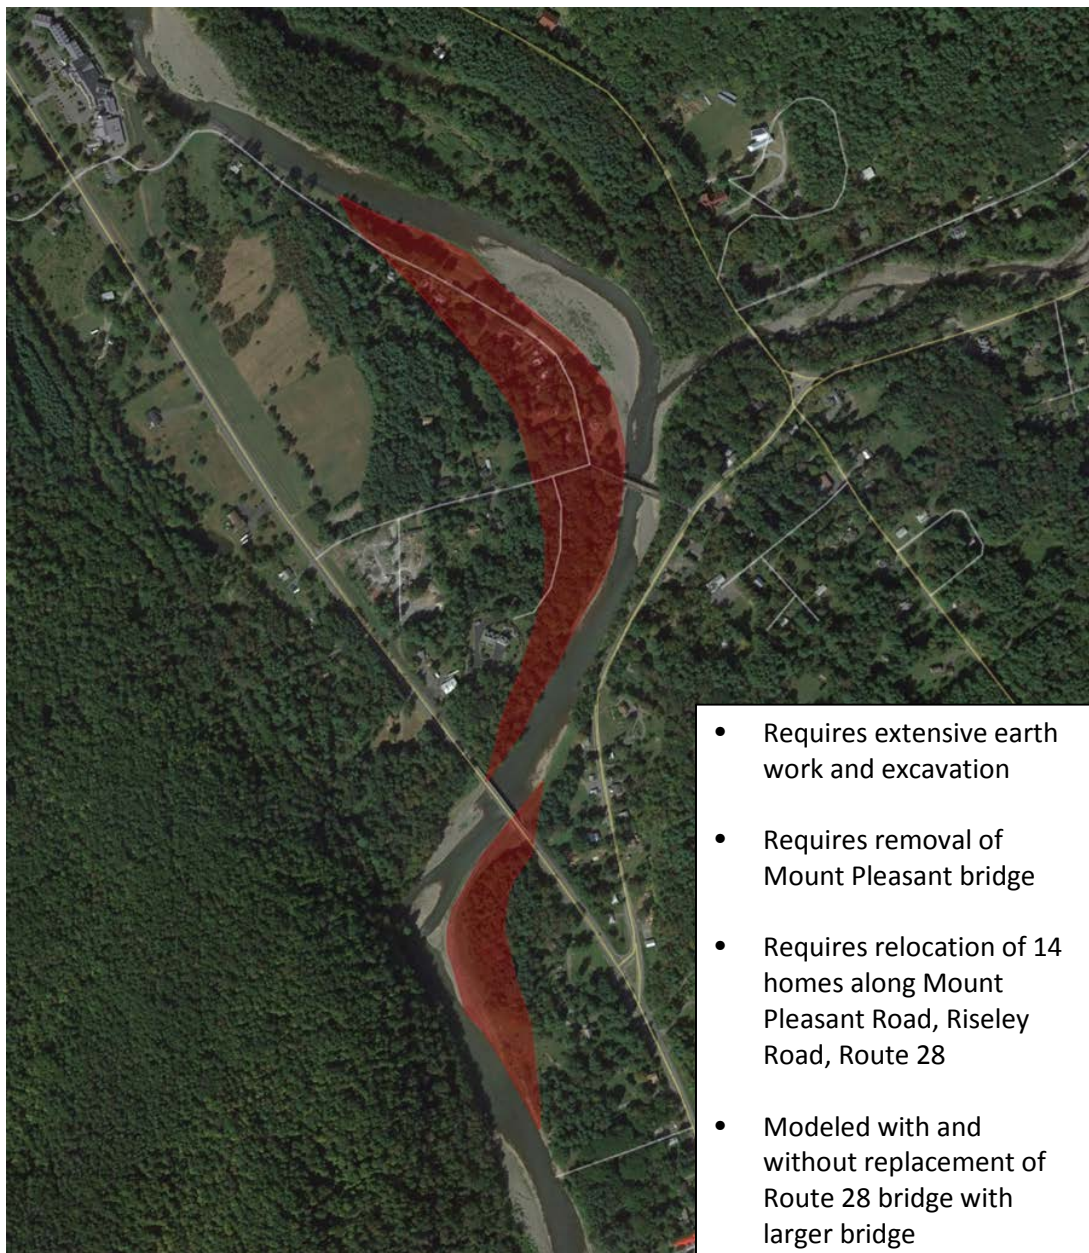 • Requires extensive earth
work and excavation
• Requires removal of
Mount Pleasant bridge
• Requires relocation of 14
homes along Mount
Pleasant Road, Riseley
Road, Route 28
• Modeled with and
without replacement of
Route 28 bridge with
larger bridge